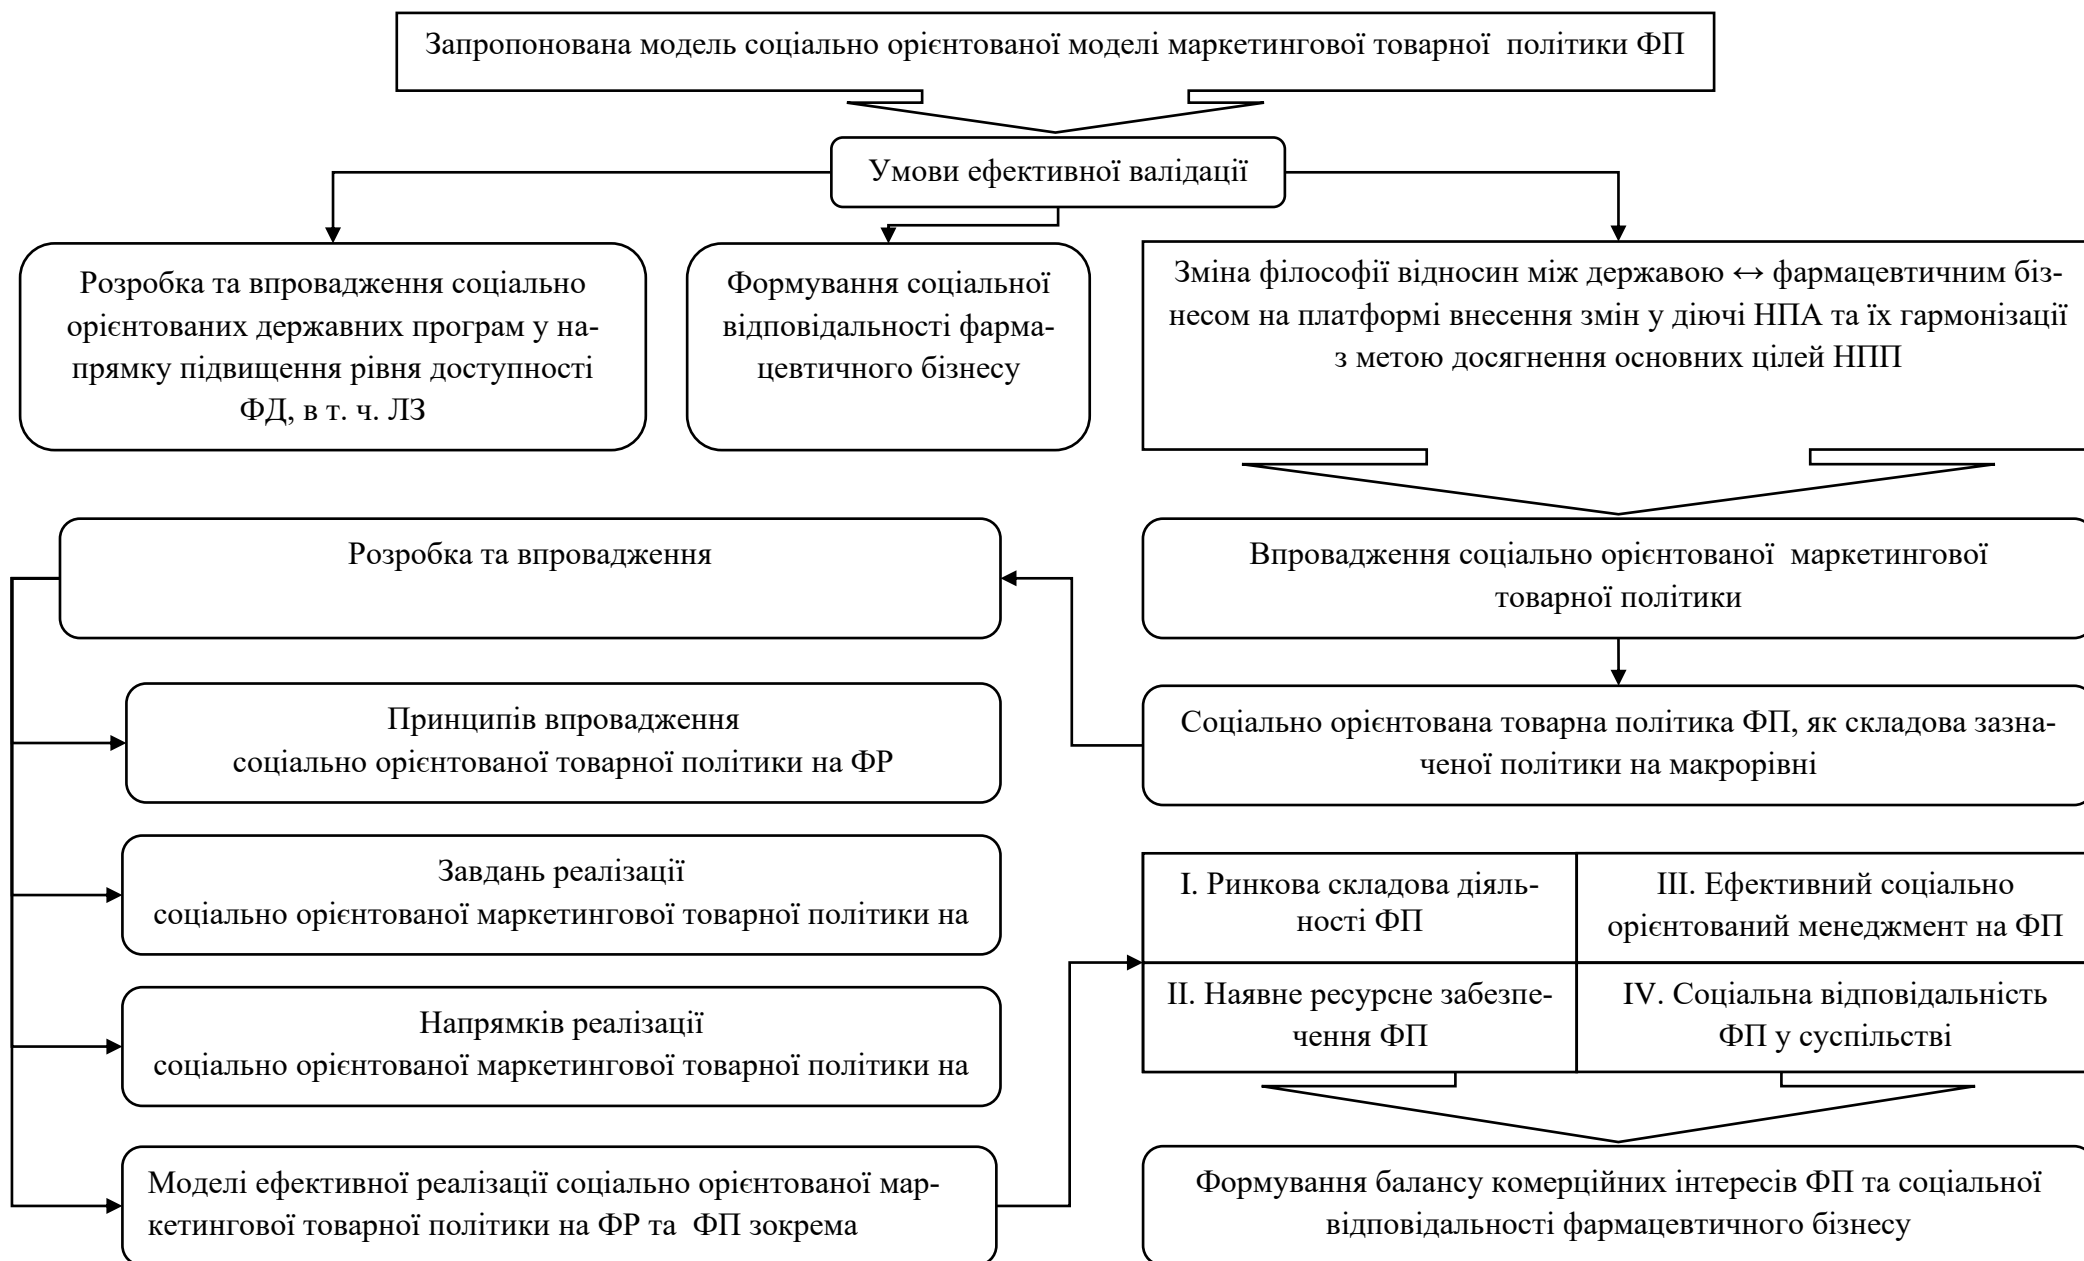 Запропонована модель соціально орієнтованої моделі маркетингової товарної політики ФП
Умови ефективної валідації
Розробка та впровадження соціально
орієнтованих державних програм у на-
прямку підвищення рівня доступності
ФД, в т. ч. ЛЗ
Формування соціальної
відповідальності фарма-
цевтичного бізнесу
Зміна філософії відносин між державою ↔ фармацевтичним біз-
несом на платформі внесення змін у діючі НПА та їх гармонізації
з метою досягнення основних цілей НПП
Розробка та впровадження
Впровадження соціально орієнтованої маркетингової
товарної політики
Принципів впровадження
соціально орієнтованої товарної політики на ФР
Соціально орієнтована товарна політика ФП, як складова зазна-
ченої політики на макрорівні
Завдань реалізації
соціально орієнтованої маркетингової товарної політики на
Напрямків реалізації
соціально орієнтованої маркетингової товарної політики на
Моделі ефективної реалізації соціально орієнтованої мар-
кетингової товарної політики на ФР та ФП зокрема
I. Ринкова складова діяль-
ності ФП
III. Ефективний соціально
орієнтований менеджмент на ФП
II. Наявне ресурсне забезпе-
чення ФП
IV. Соціальна відповідальність
ФП у суспільстві
Формування балансу комерційних інтересів ФП та соціальної
відповідальності фармацевтичного бізнесу